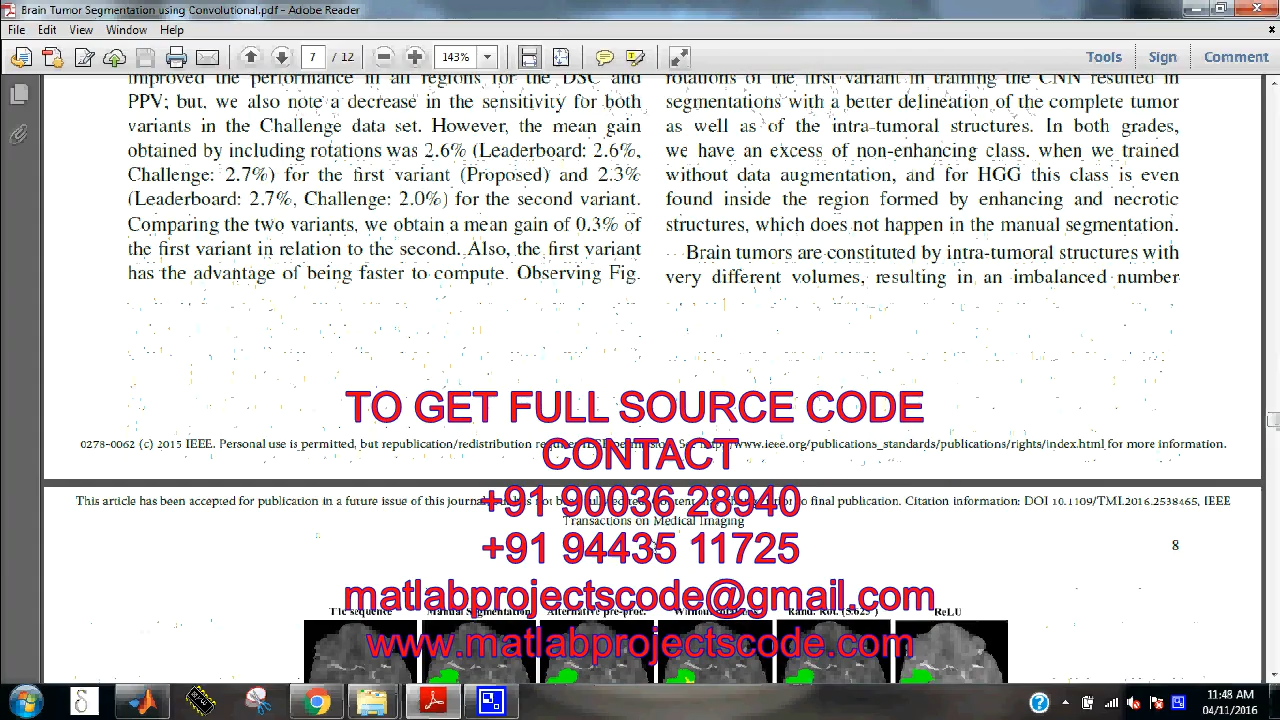 Brain Tumor Segmentation using Convolutional.pdf - Adobe Reader
File Edit View Window Help
7 / 12 143% Tools Sign Comment
improved the performance in all regions for the DSC and
PPV; but, we also note a decrease in the sensitivity for both
variants in the Challenge data set. However, the mean gain
obtained by including rotations was 2.6% (Leaderboard: 2.6%,
Challenge: 2.7%) for the first variant (Proposed) and 2.3%
(Leaderboard: 2.7%, Challenge: 2.0%) for the second variant.
Comparing the two variants, we obtain a mean gain of 0.3% of
the first variant in relation to the second. Also, the first variant
has the advantage of being faster to compute. Observing Fig.
rotations of the first variant in training the CNN resulted in
segmentations with a better delineation of the complete tumor
as well as of the intra-tumoral structures. In both grades,
we have an excess of non-enhancing class, when we trained
without data augmentation, and for HGG this class is even
found inside the region formed by enhancing and necrotic
structures, which does not happen in the manual segmentation.
Brain tumors are constituted by intra-tumoral structures with
very different volumes, resulting in an imbalanced number
TO GET FULL SOURCE CODE
0278-0062 (c) 2015 IEEE. Personal use is permitted, but republication/redistribution http://www.ieee.org/publications_standards/publications/rights/index.html for more information.
CONTACT
+91 90036 28940
This article has been accepted for publication in a future issue of this journal, to final publication. Citation information: DOI 10.1109/TMI.2016.2538465, IEEE
Transactions on Medical Imaging
8
+91 94435 11725
matlabprojectscode@gmail.com
T1c sequence Manual Segmentation Alternative pre-proc. Without Rand. Rot. ReLU
www.matlabprojectscode.com
11:48 AM
04/11/2016